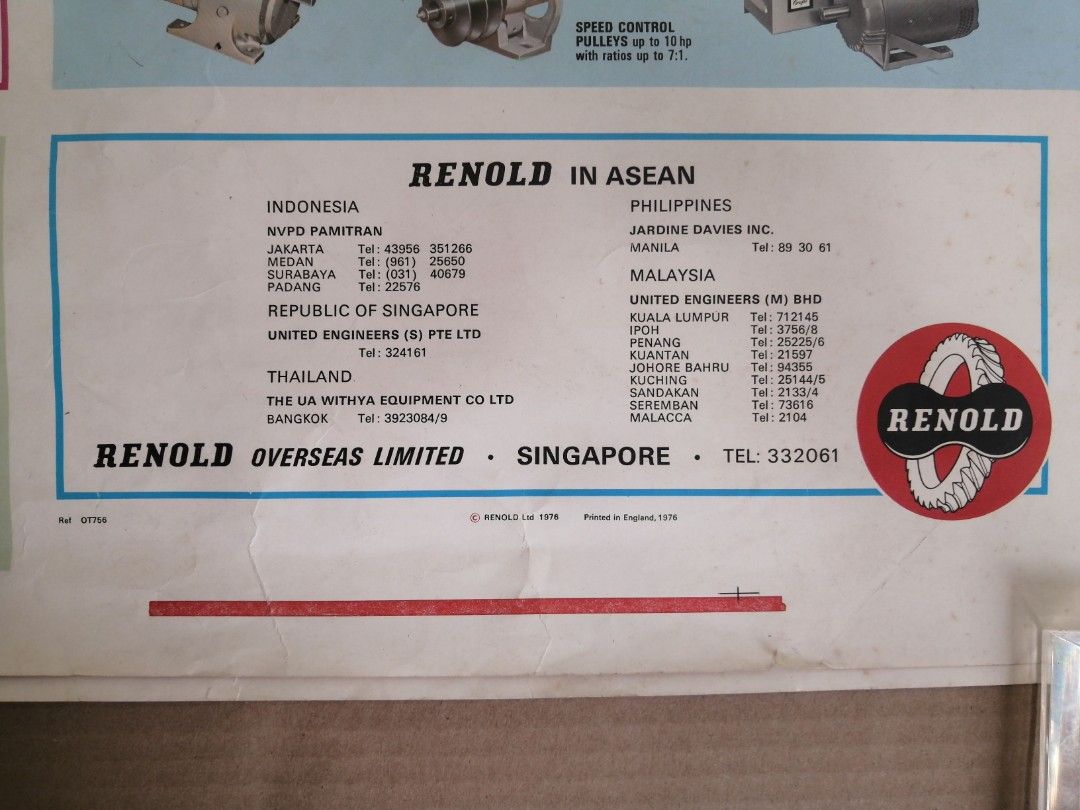 SPEED CONTROL
PULLEYS up to 10 hp
with ratios up to 7:1.
RENOLD IN ASEAN
INDONESIA
NVPD PAMITRAN
JAKARTA Tel: 43956 351266
MEDAN Tel: (961) 25650
SURABAYA Tel: (031) 40679
PADANG Tel: 22576
REPUBLIC OF SINGAPORE
UNITED ENGINEERS (S) PTE LTD
Tel: 324161
THAILAND
THE UA WITHYA EQUIPMENT CO LTD
BANGKOK Tel: 3923084/9
PHILIPPINES
JARDINE DAVIES INC.
MANILA Tel: 89 30 61
MALAYSIA
UNITED ENGINEERS (M) BHD
KUALA LUMPUR Tel: 712145
IPOH Tel: 3756/8
PENANG Tel: 25225/6
KUANTAN Tel: 21597
JOHORE BAHRU Tel: 94355
KUCHING Tel: 25144/5
SANDAKAN Tel: 2133/4
SEREMBAN Tel: 73616
MALACCA Tel: 2104
RENOLD
RENOLD OVERSEAS LIMITED · SINGAPORE · TEL: 332061
Ref OT756
© RENOLD Ltd 1976 Printed in England, 1976